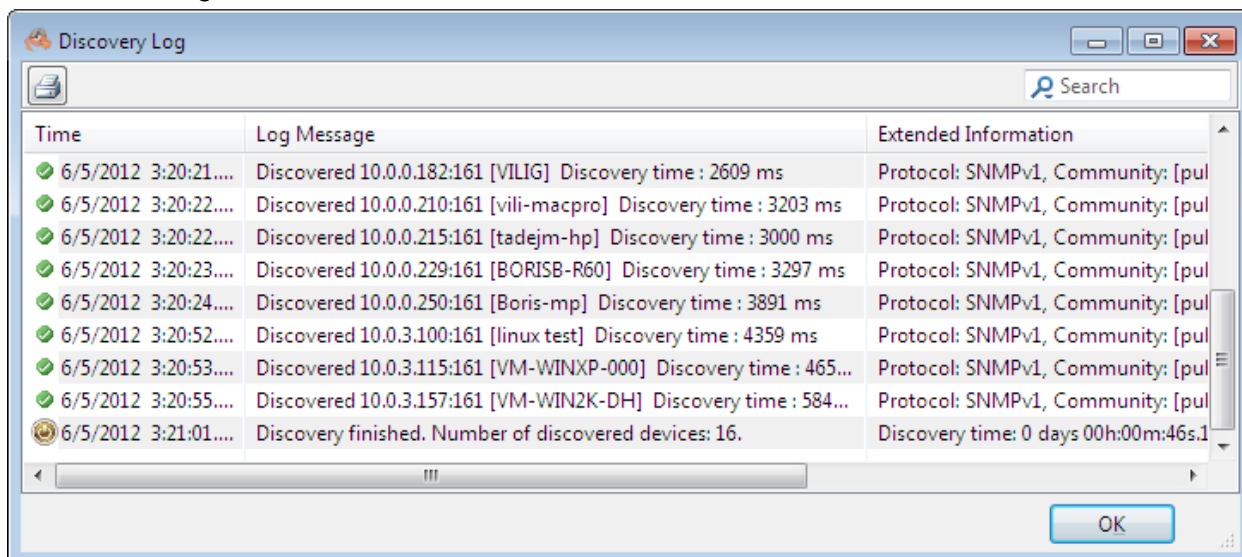 Discovery Log
Search
Time Log Message Extended Information
6/5/2012 3:20:21.... Discovered 10.0.0.182:161 [VILIG] Discovery time : 2609 ms Protocol: SNMPv1, Community: [pul
6/5/2012 3:20:22.... Discovered 10.0.0.210:161 [vili-macpro] Discovery time : 3203 ms Protocol: SNMPv1, Community: [pul
6/5/2012 3:20:22.... Discovered 10.0.0.215:161 [tadejm-hp] Discovery time : 3000 ms Protocol: SNMPv1, Community: [pul
6/5/2012 3:20:23.... Discovered 10.0.0.229:161 [BORISB-R60] Discovery time : 3297 ms Protocol: SNMPv1, Community: [pul
6/5/2012 3:20:24.... Discovered 10.0.0.250:161 [Boris-mp] Discovery time : 3891 ms Protocol: SNMPv1, Community: [pul
6/5/2012 3:20:52.... Discovered 10.0.3.100:161 [linux test] Discovery time : 4359 ms Protocol: SNMPv1, Community: [pul
6/5/2012 3:20:53.... Discovered 10.0.3.115:161 [VM-WINXP-000] Discovery time : 465... Protocol: SNMPv1, Community: [pul
6/5/2012 3:20:55.... Discovered 10.0.3.157:161 [VM-WIN2K-DH] Discovery time : 584... Protocol: SNMPv1, Community: [pul
6/5/2012 3:21:01.... Discovery finished. Number of discovered devices: 16. Discovery time: 0 days 00h:00m:46s.1
OK